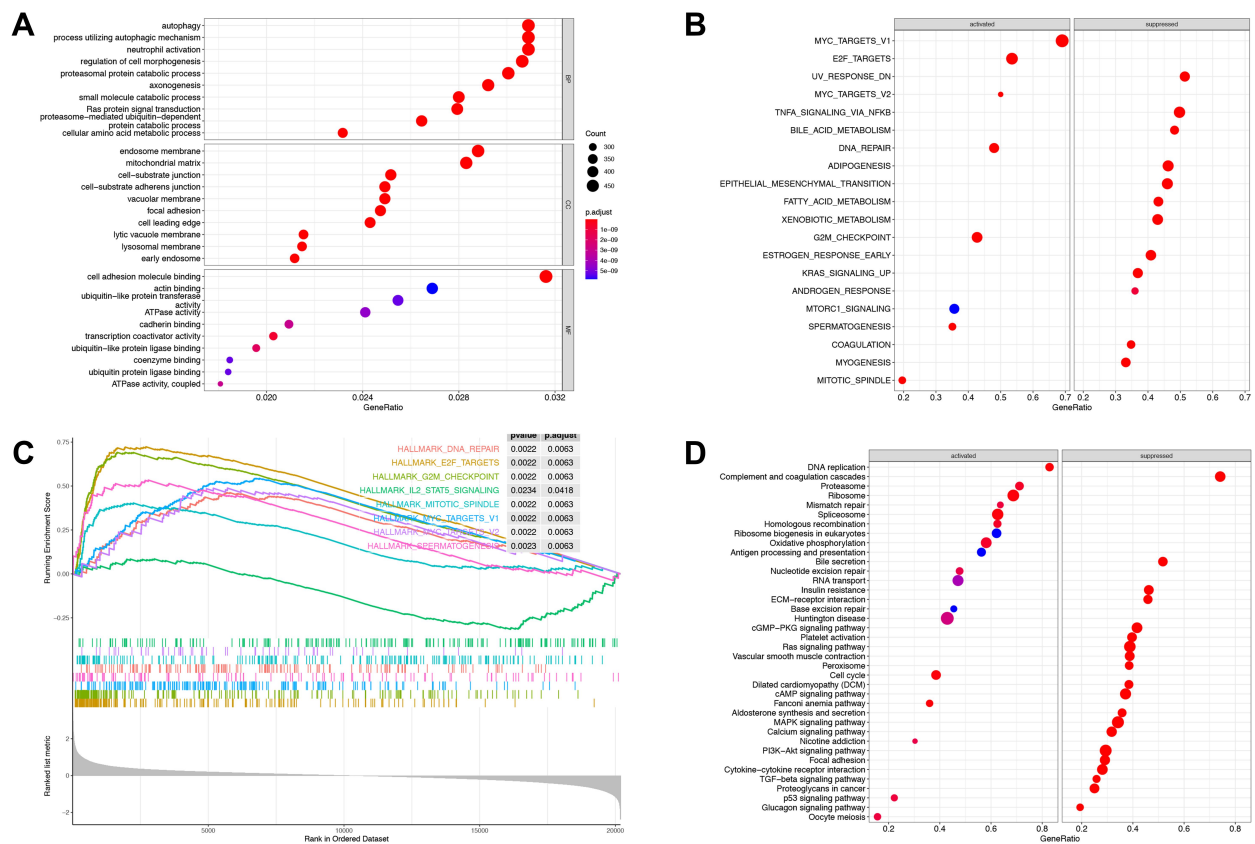 A
autophagy
process utilizing autophagic mechanism
neutrophil activation
regulation of cell morphogenesis
proteasomal protein catabolic process
axonogenesis
small molecule catabolic process
Ras protein signal transduction
proteasome−mediated ubiquitin−dependent
protein catabolic process
cellular amino acid metabolic process
BP
endosome membrane
mitochondrial matrix
cell−substrate junction
cell−substrate adherens junction
vacuolar membrane
focal adhesion
cell leading edge
lytic vacuole membrane
lysosomal membrane
early endosome
CC
cell adhesion molecule binding
actin binding
ubiquitin−like protein transferase
activity
ATPase activity
cadherin binding
transcription coactivator activity
ubiquitin−like protein ligase binding
coenzyme binding
ubiquitin protein ligase binding
ATPase activity, coupled
MF
0.020 0.024 0.028 0.032
GeneRatio
Count
300
350
400
450
p.adjust
1e−09
2e−09
3e−09
4e−09
5e−09
B
activated suppressed
MYC_TARGETS_V1
E2F_TARGETS
UV_RESPONSE_DN
MYC_TARGETS_V2
TNFA_SIGNALING_VIA_NFKB
BILE_ACID_METABOLISM
DNA_REPAIR
ADIPOGENESIS
EPITHELIAL_MESENCHYMAL_TRANSITION
FATTY_ACID_METABOLISM
XENOBIOTIC_METABOLISM
G2M_CHECKPOINT
ESTROGEN_RESPONSE_EARLY
KRAS_SIGNALING_UP
ANDROGEN_RESPONSE
MTORC1_SIGNALING
SPERMATOGENESIS
COAGULATION
MYOGENESIS
MITOTIC_SPINDLE
0.2 0.3 0.4 0.5 0.6 0.7 0.2 0.3 0.4 0.5 0.6 0.7
GeneRatio
C
pvalue p.adjust
HALLMARK_DNA_REPAIR 0.0022 0.0063
HALLMARK_E2F_TARGETS 0.0022 0.0063
HALLMARK_G2M_CHECKPOINT 0.0022 0.0063
HALLMARK_IL2_STAT5_SIGNALING 0.0234 0.0418
HALLMARK_MITOTIC_SPINDLE 0.0022 0.0063
HALLMARK_MYC_TARGETS_V1 0.0022 0.0063
HALLMARK_MYC_TARGETS_V2 0.0022 0.0063
HALLMARK_SPERMATOGENESIS 0.0023 0.0063
Running Enrichment Score
0.75
0.50
0.25
0.00
−0.25
Ranked list metric
2
0
−2
5000 10000 15000 20000
Rank in Ordered Dataset
D
activated suppressed
DNA replication
Complement and coagulation cascades
Proteasome
Ribosome
Mismatch repair
Spliceosome
Homologous recombination
Ribosome biogenesis in eukaryotes
Oxidative phosphorylation
Antigen processing and presentation
Bile secretion
Nucleotide excision repair
RNA transport
Insulin resistance
ECM−receptor interaction
Base excision repair
Huntington disease
cGMP−PKG signaling pathway
Platelet activation
Ras signaling pathway
Vascular smooth muscle contraction
Peroxisome
Cell cycle
Dilated cardiomyopathy (DCM)
cAMP signaling pathway
Fanconi anemia pathway
Aldosterone synthesis and secretion
MAPK signaling pathway
Calcium signaling pathway
Nicotine addiction
PI3K−Akt signaling pathway
Focal adhesion
Cytokine−cytokine receptor interaction
TGF−beta signaling pathway
Proteoglycans in cancer
p53 signaling pathway
Glucagon signaling pathway
Oocyte meiosis
0.2 0.4 0.6 0.8 0.2 0.4 0.6 0.8
GeneRatio